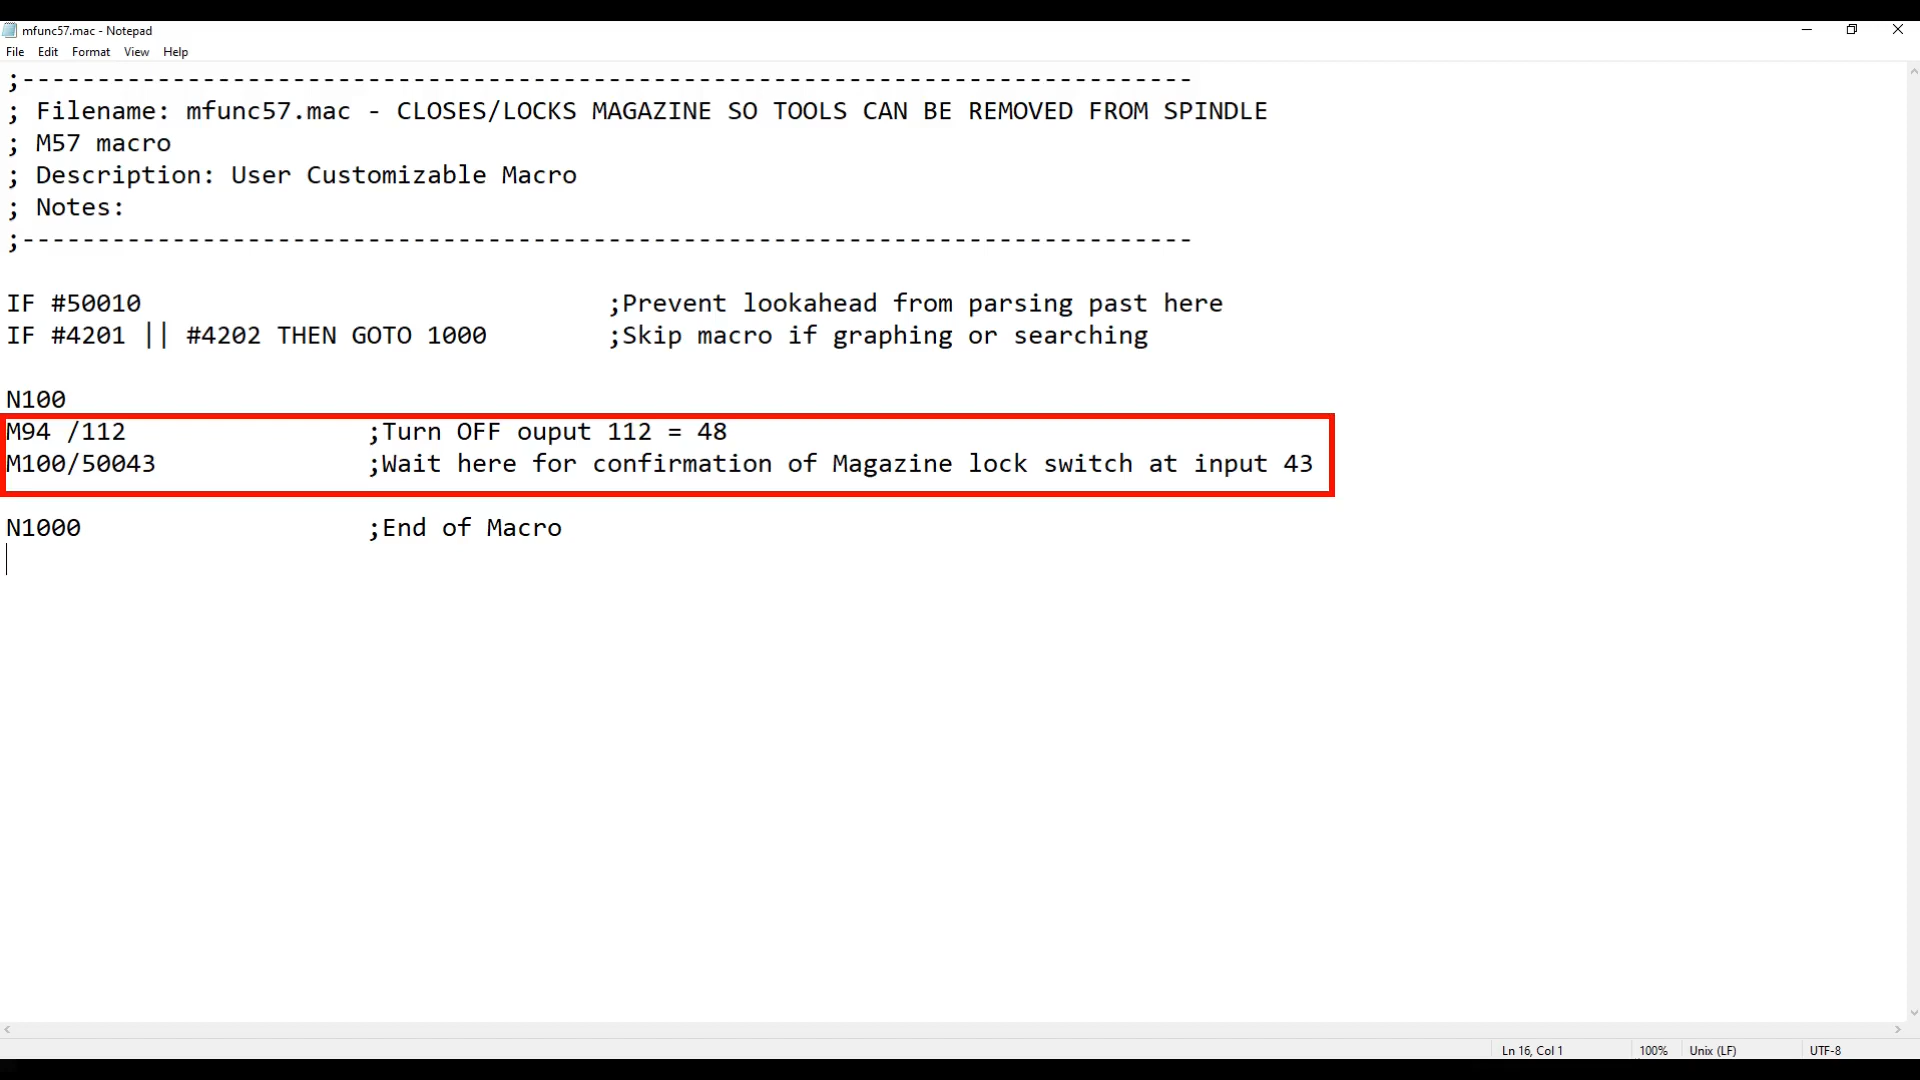 mfunc57.mac - Notepad
File Edit Format View Help
;------------------------------------------------------------------------------
; Filename: mfunc57.mac - CLOSES/LOCKS MAGAZINE SO TOOLS CAN BE REMOVED FROM SPINDLE
; M57 macro
; Description: User Customizable Macro
; Notes:
;------------------------------------------------------------------------------
IF #50010 ;Prevent lookahead from parsing past here
IF #4201 || #4202 THEN GOTO 1000 ;Skip macro if graphing or searching
N100
M94 /112 ;Turn OFF ouput 112 = 48
M100/50043 ;Wait here for confirmation of Magazine lock switch at input 43
N1000 ;End of Macro
Ln 16, Col 1 100% Unix (LF) UTF-8